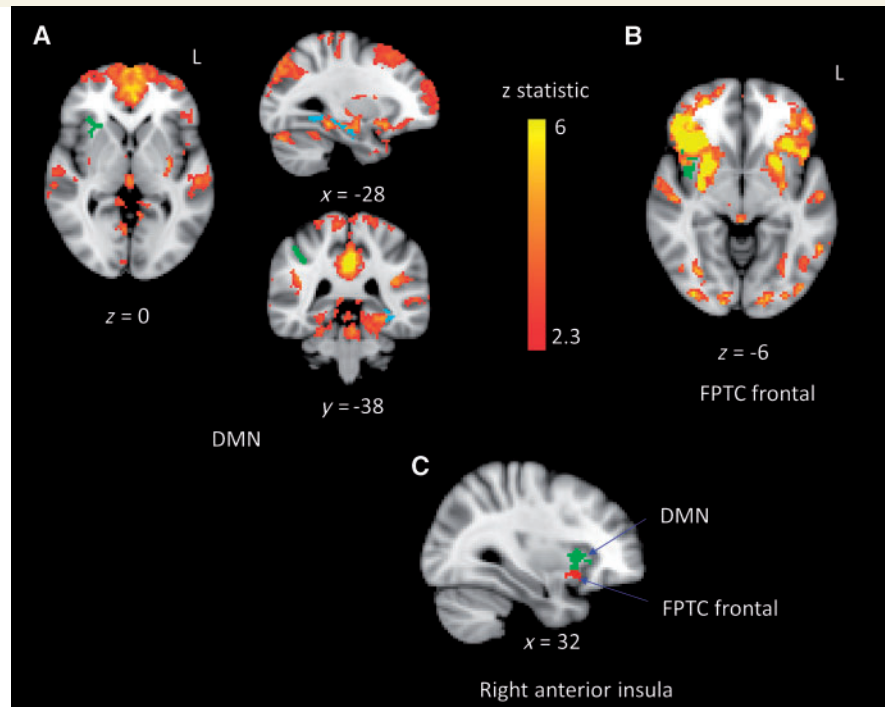 A
L
x = -28
z statistic
6
2.3
B
L
z = 0
y = -38
z = -6
FPTC frontal
DMN
C
DMN
FPTC frontal
x = 32
Right anterior insula